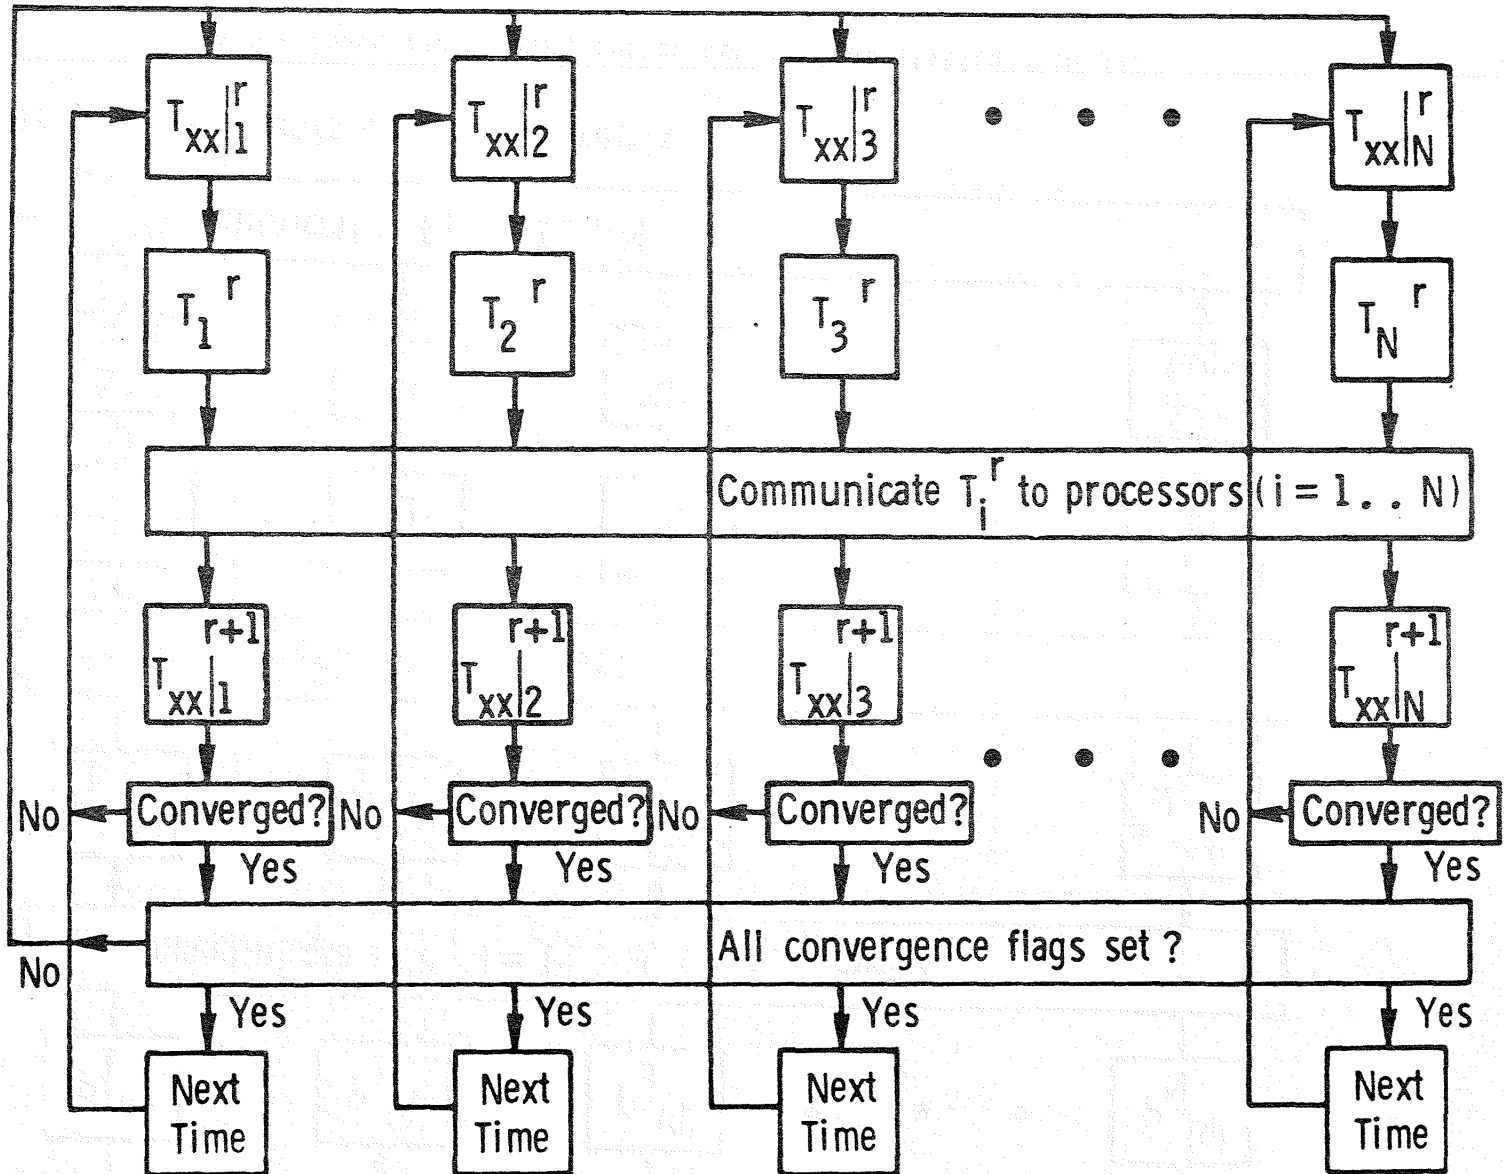 T_xx|_1^r T_xx|_2^r T_xx|_3^r • • • T_xx|_N^r
T_1^r T_2^r T_3^r T_N^r
Communicate T_i^r to processors (i = 1 . . N)
T_xx|_1^r+1 T_xx|_2^r+1 T_xx|_3^r+1 T_xx|_N^r+1
• • •
No Converged? No Converged? No Converged? No Converged?
Yes Yes Yes Yes
All convergence flags set ?
No
Yes Yes Yes Yes
Next Next Next Next
Time Time Time Time